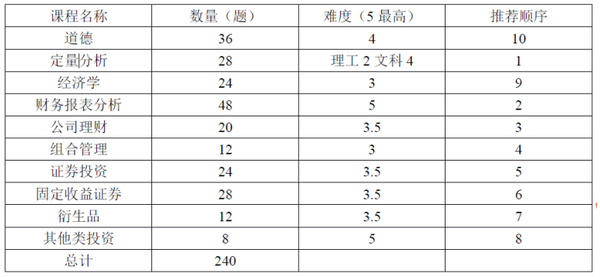 课程名称 数量（题） 难度（5 最高） 推荐顺序
道德 36 4 10
定量分析 28 理工 2 文科 4 1
经济学 24 3 9
财务报表分析 48 5 2
公司理财 20 3.5 3
组合管理 12 3 4
证券投资 24 3.5 5
固定收益证券 28 3.5 6
衍生品 12 3.5 7
其他类投资 8 5 8
总计 240